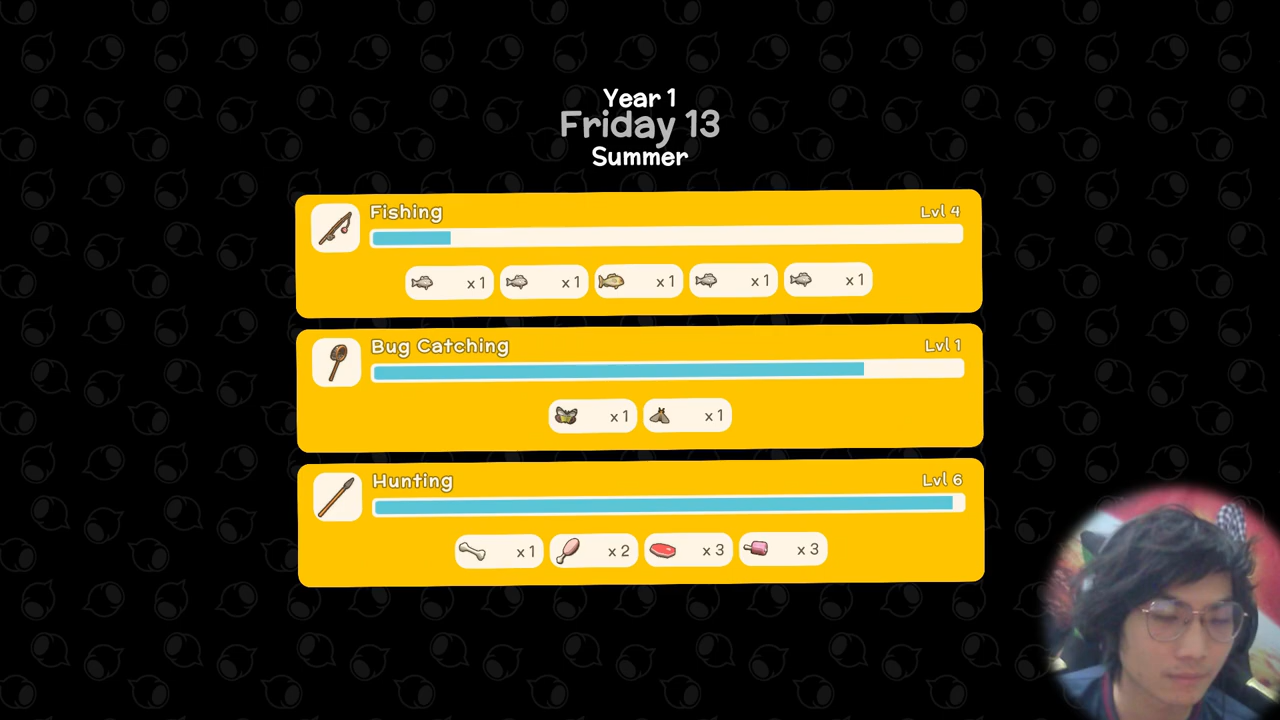 Year 1
Friday 13
Summer
Fishing Lvl 4
x 1 x 1 x 1 x 1 x 1
Bug Catching Lvl 1
x 1 x 1
Hunting Lvl 6
x 1 x 2 x 3 x 3